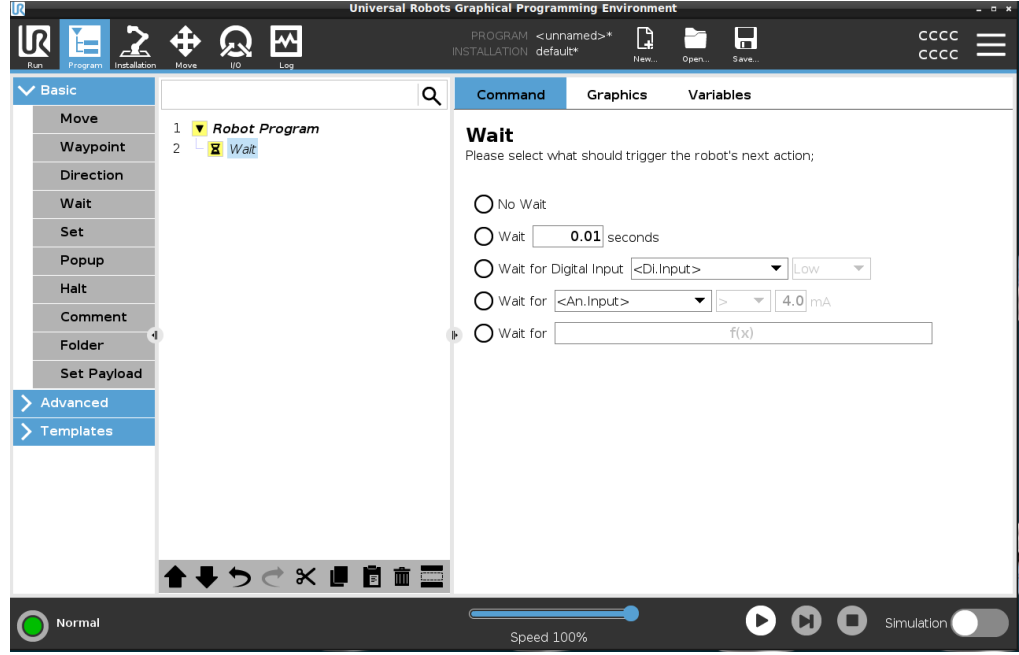 Universal Robots Graphical Programming Environment
UR
Run
Program
Installation
Move
I/O
Log
PROGRAM <unnamed>*
INSTALLATION default*
New...
Open...
Save...
CCCC
CCCC
Basic
Move
Waypoint
Direction
Wait
Set
Popup
Halt
Comment
Folder
Set Payload
Advanced
Templates
1 Robot Program
2 Wait
Command Graphics Variables
Wait
Please select what should trigger the robot's next action;
No Wait
Wait 0.01 seconds
Wait for Digital Input <Di.Input> Low
Wait for <An.Input> > 4.0 mA
Wait for f(x)
Normal
Speed 100%
Simulation